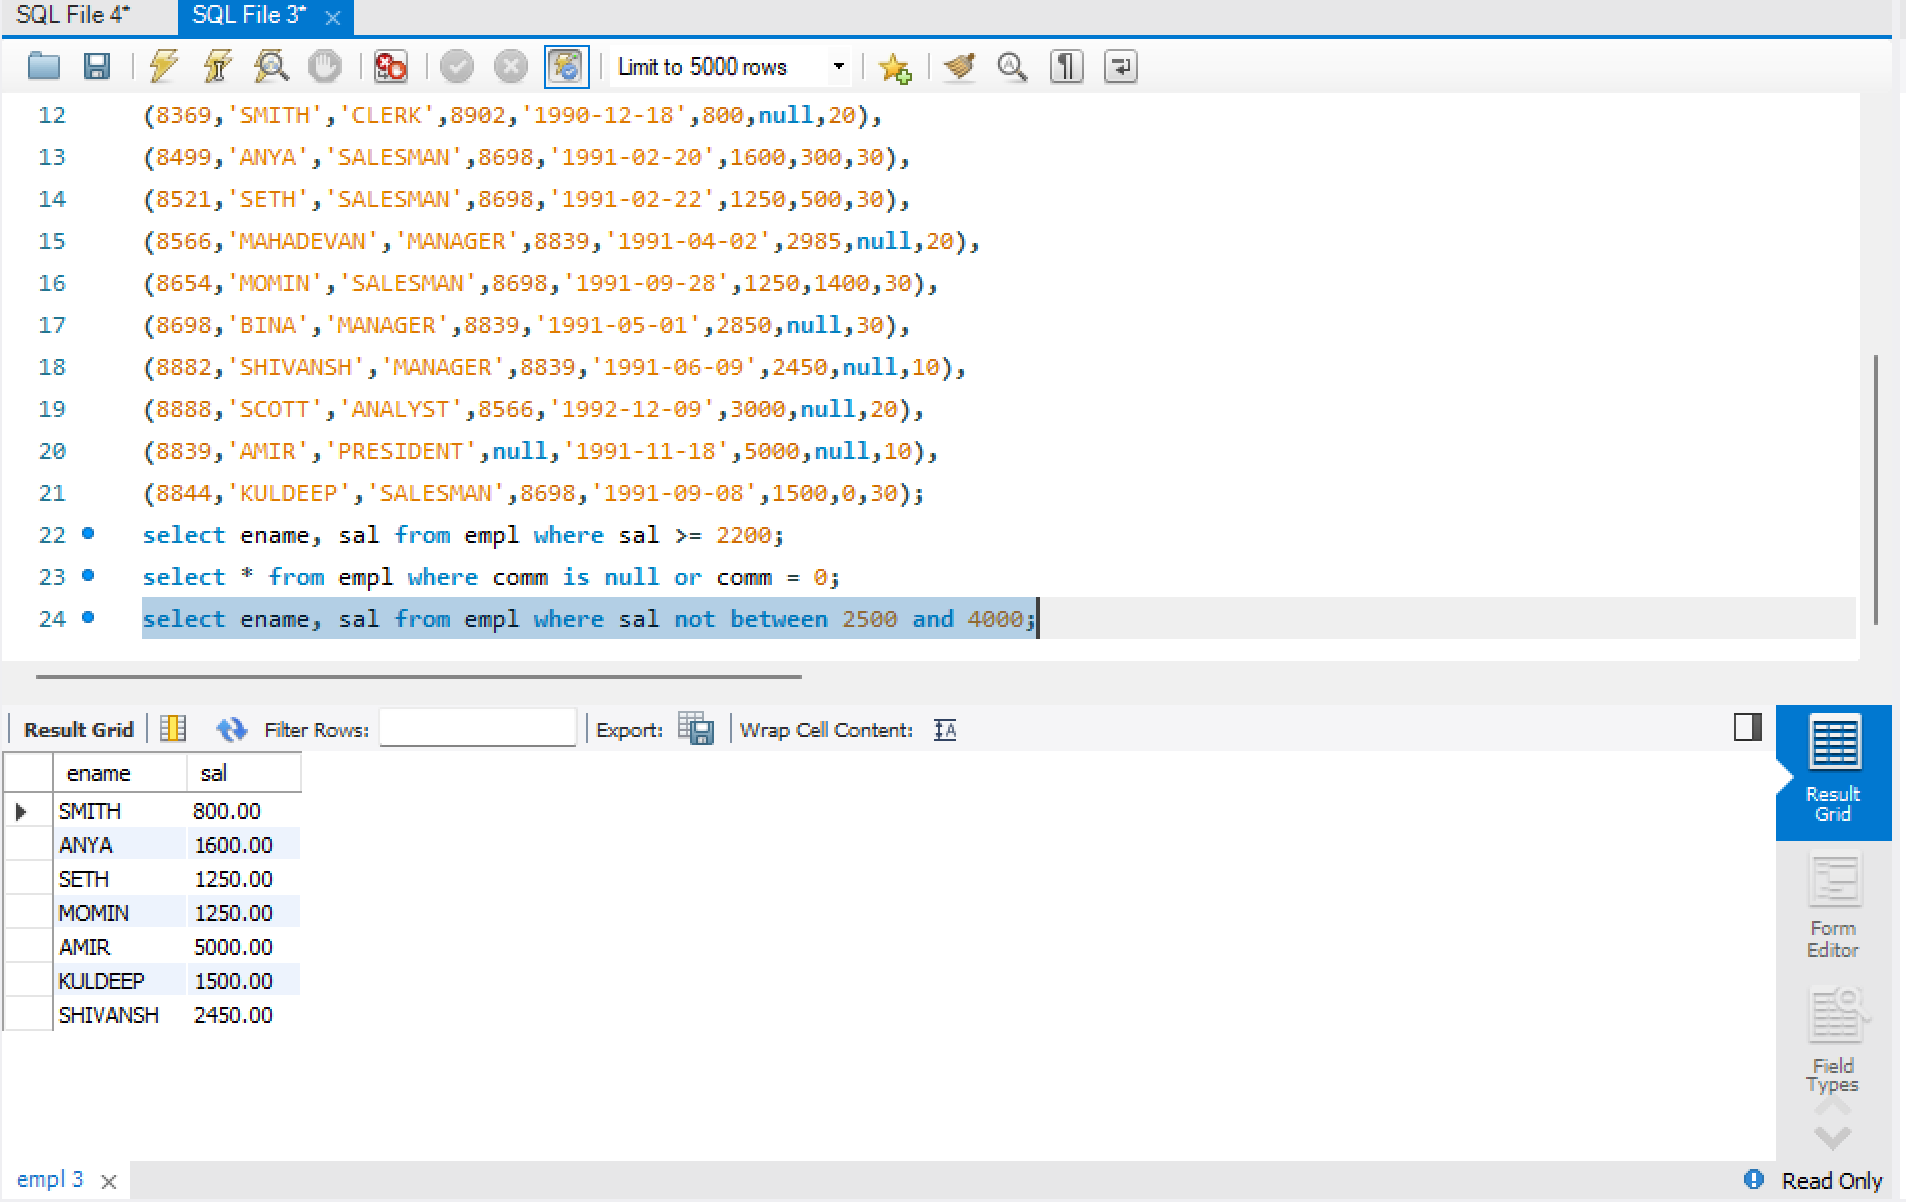 SQL File 4*   SQL File 3*
Limit to 5000 rows
12 (8369,'SMITH','CLERK',8902,'1990-12-18',800,null,20),
13 (8499,'ANYA','SALESMAN',8698,'1991-02-20',1600,300,30),
14 (8521,'SETH','SALESMAN',8698,'1991-02-22',1250,500,30),
15 (8566,'MAHADEVAN','MANAGER',8839,'1991-04-02',2985,null,20),
16 (8654,'MOMIN','SALESMAN',8698,'1991-09-28',1250,1400,30),
17 (8698,'BINA','MANAGER',8839,'1991-05-01',2850,null,30),
18 (8882,'SHIVANSH','MANAGER',8839,'1991-06-09',2450,null,10),
19 (8888,'SCOTT','ANALYST',8566,'1992-12-09',3000,null,20),
20 (8839,'AMIR','PRESIDENT',null,'1991-11-18',5000,null,10),
21 (8844,'KULDEEP','SALESMAN',8698,'1991-09-08',1500,0,30);
22 select ename, sal from empl where sal >= 2200;
23 select * from empl where comm is null or comm = 0;
24 select ename, sal from empl where sal not between 2500 and 4000;
Result Grid Filter Rows: Export: Wrap Cell Content:
ename sal
SMITH 800.00
ANYA 1600.00
SETH 1250.00
MOMIN 1250.00
AMIR 5000.00
KULDEEP 1500.00
SHIVANSH 2450.00
Result
Grid
Form
Editor
Field
Types
empl 3 Read Only